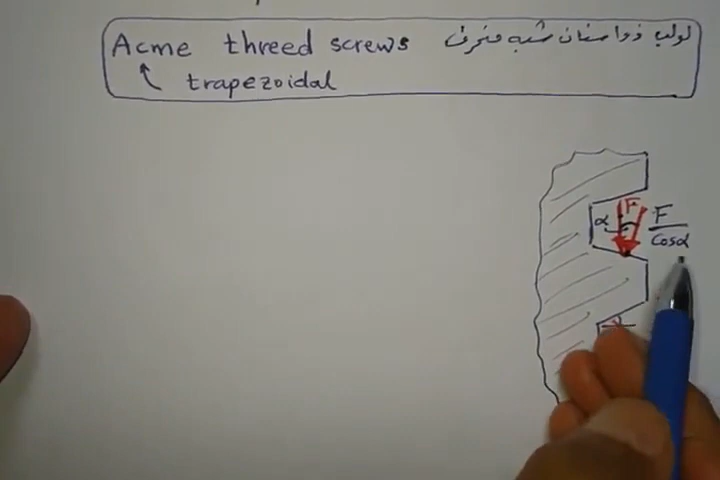 Acme threed screws لولب ذو اسنان شبه منحرف
trapezoidal
F
α
F
cosα